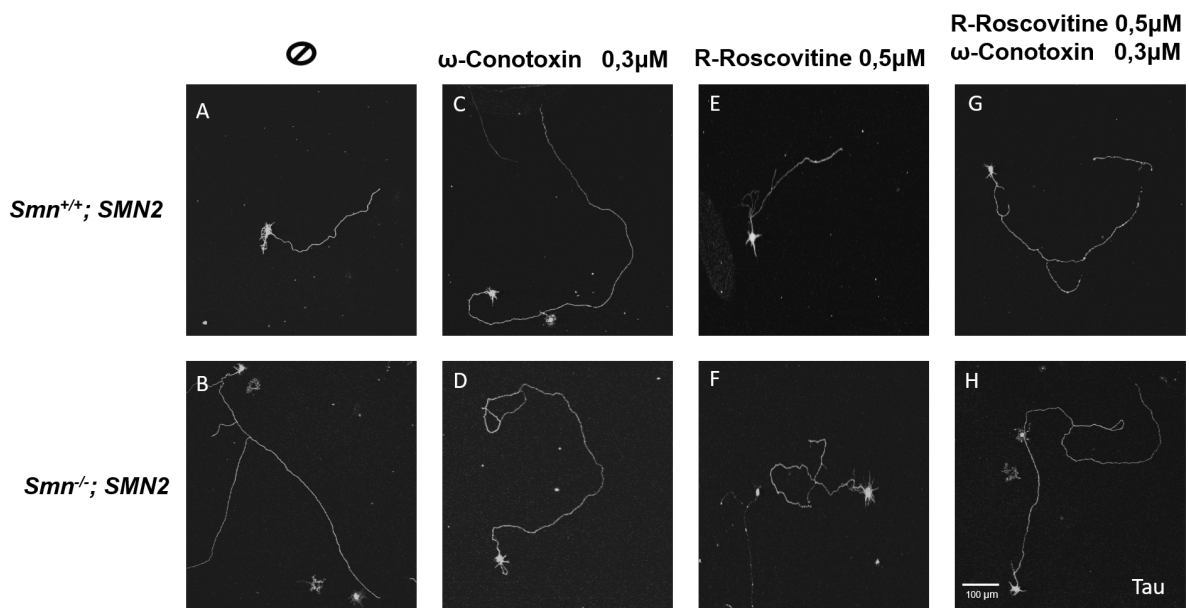 R-Roscovitine 0,5µM
ω-Conotoxin 0,3µM R-Roscovitine 0,5µM ω-Conotoxin 0,3µM
A C E G
Smn+/+; SMN2
B D F H
Smn-/-; SMN2
100 µm Tau